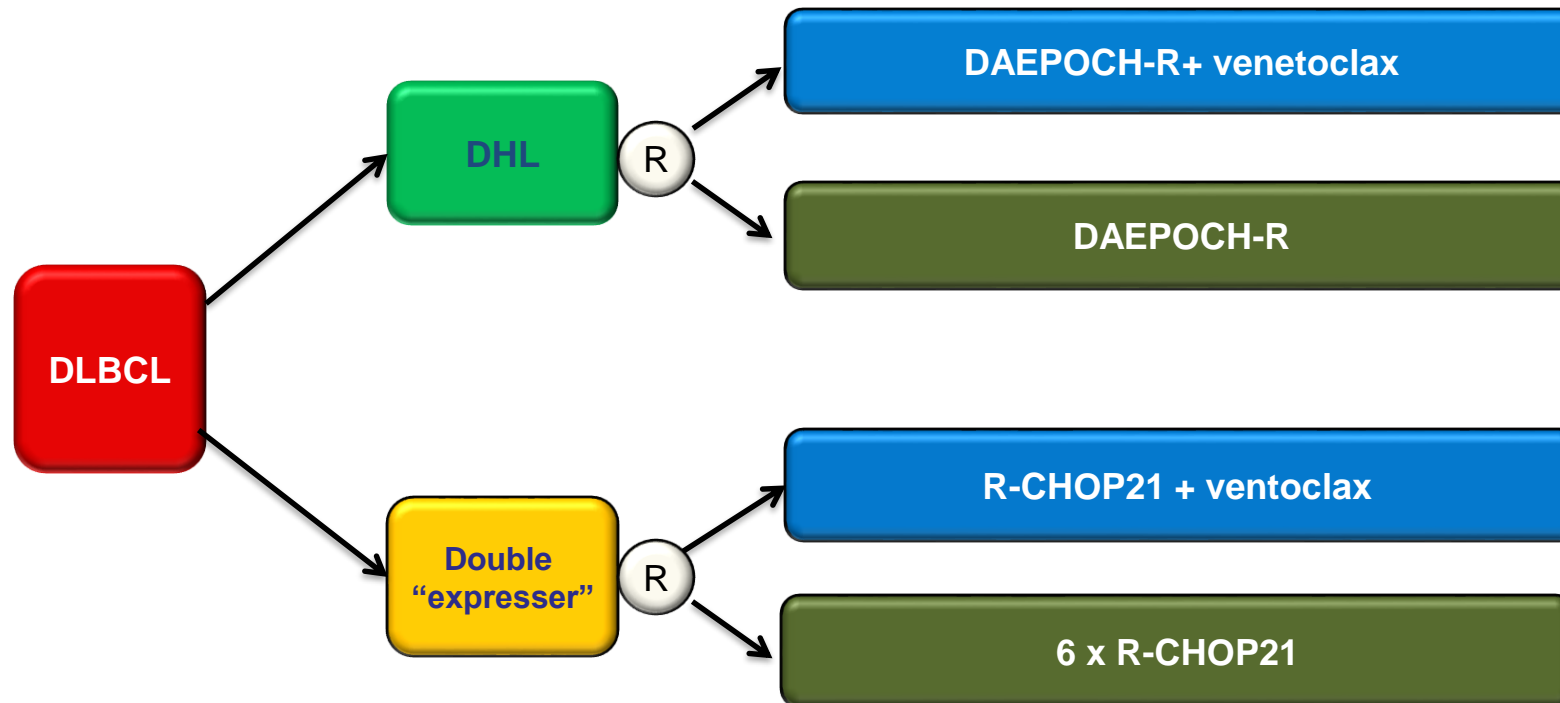 DAEPOCH-R+ venetoclax
DHL
R
DAEPOCH-R
DLBCL
R-CHOP21 + ventoclax
Double
“expresser”
R
6 x R-CHOP21